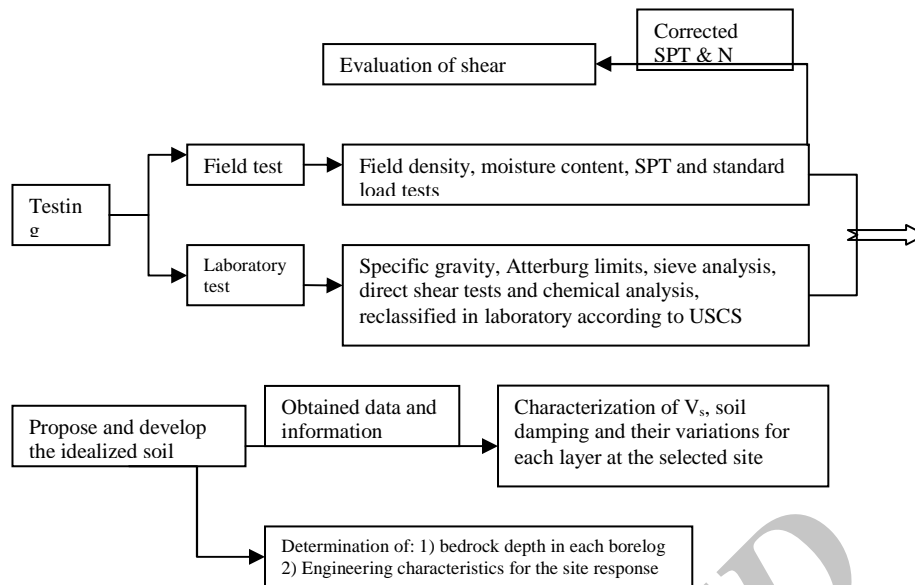 Corrected
SPT & N
Evaluation of shear
Field test
Field density, moisture content, SPT and standard
load tests
Testin
g
Laboratory
test
Specific gravity, Atterburg limits, sieve analysis,
direct shear tests and chemical analysis,
reclassified in laboratory according to USCS
Propose and develop
the idealized soil
Obtained data and
information
Characterization of Vs, soil
damping and their variations for
each layer at the selected site
Determination of: 1) bedrock depth in each borelog
2) Engineering characteristics for the site response